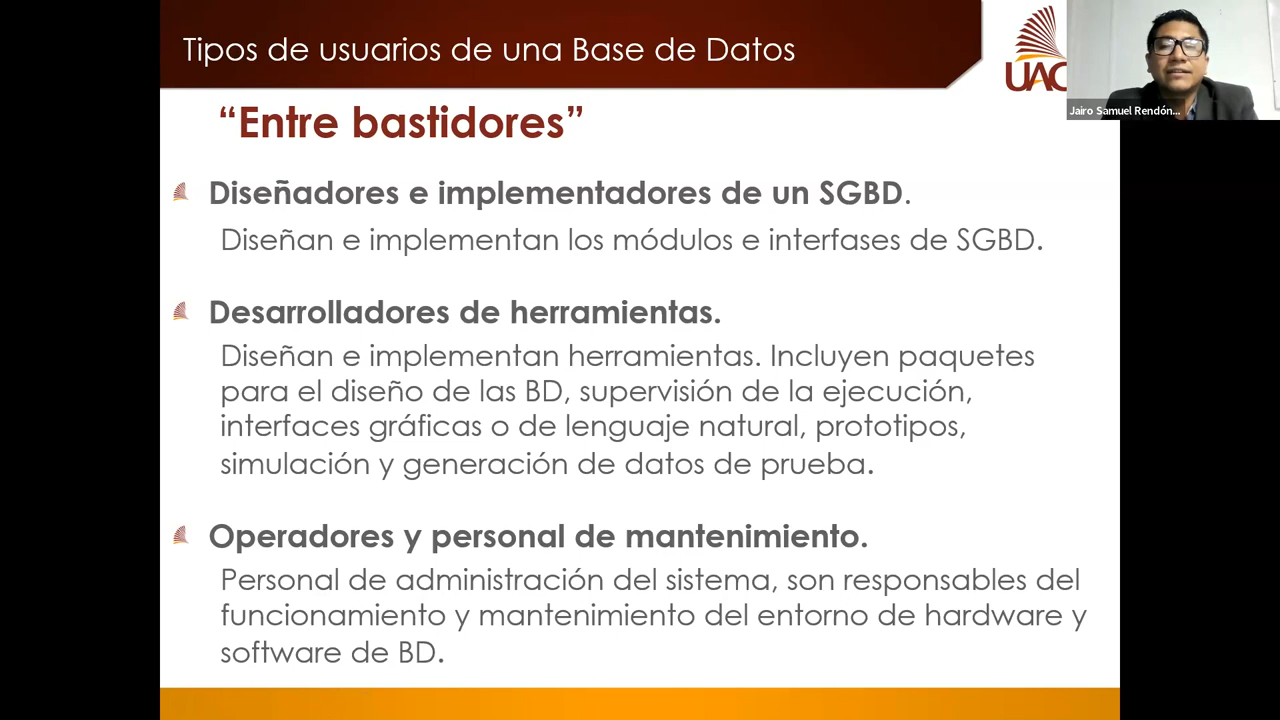 Tipos de usuarios de una Base de Datos
UAC
Jairo Samuel Rendón...
“Entre bastidores”
Diseñadores e implementadores de un SGBD.
Diseñan e implementan los módulos e interfases de SGBD.
Desarrolladores de herramientas.
Diseñan e implementan herramientas. Incluyen paquetes
para el diseño de las BD, supervisión de la ejecución,
interfaces gráficas o de lenguaje natural, prototipos,
simulación y generación de datos de prueba.
Operadores y personal de mantenimiento.
Personal de administración del sistema, son responsables del
funcionamiento y mantenimiento del entorno de hardware y
software de BD.